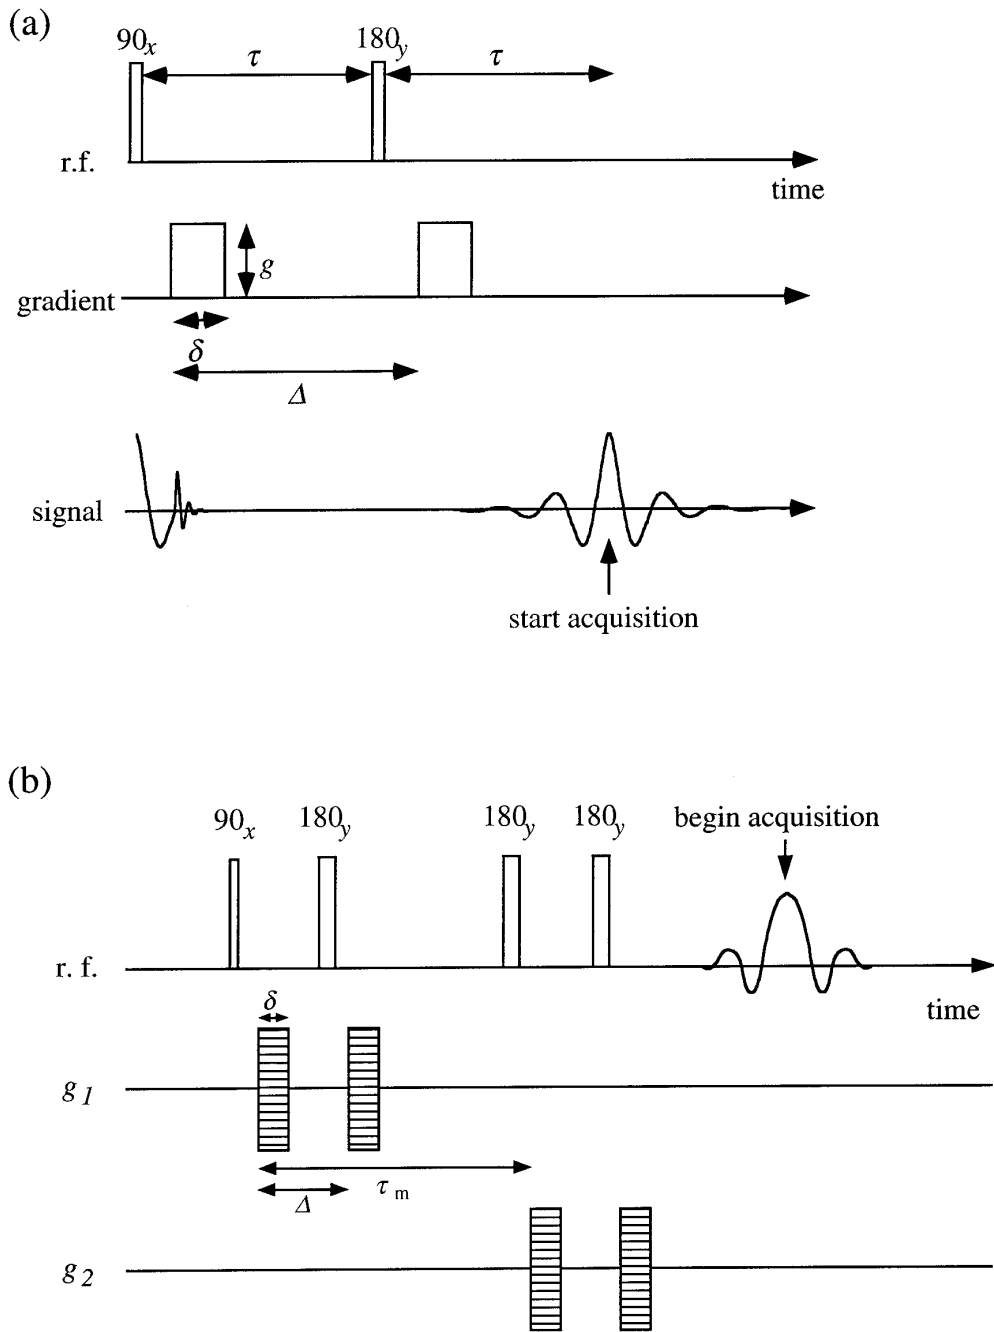 (a)
90x 180y
τ τ
r.f.
time
g
gradient
δ
Δ
signal
start acquisition
(b)
90x 180y 180y 180y begin acquisition
r. f.
time
δ
g1
τm
Δ
g2